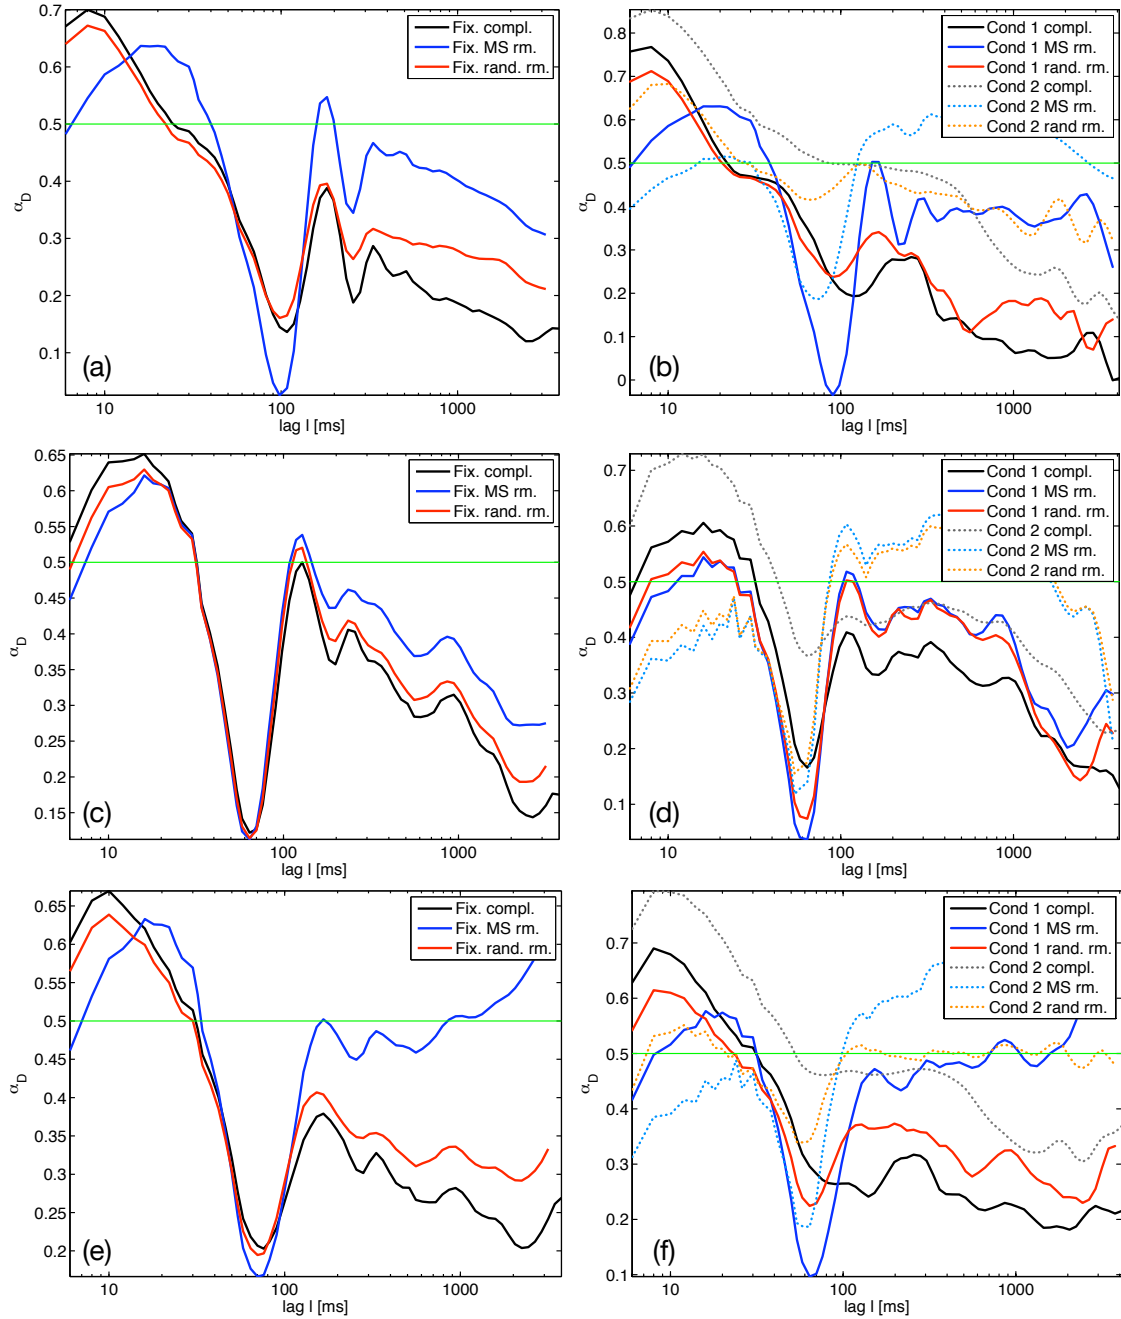 0.7
0.6
0.5
0.4
0.3
0.2
0.1
α_D
10
100
1000
lag l [ms]
Fix. compl.
Fix. MS rm.
Fix. rand. rm.
(a)
0.8
0.7
0.6
0.5
0.4
0.3
0.2
0.1
0
α_D
10
100
1000
lag l [ms]
Cond 1 compl.
Cond 1 MS rm.
Cond 1 rand. rm.
Cond 2 compl.
Cond 2 MS rm.
Cond 2 rand rm.
(b)
0.65
0.6
0.55
0.5
0.45
0.4
0.35
0.3
0.25
0.2
0.15
α_D
10
100
1000
lag l [ms]
Fix. compl.
Fix. MS rm.
Fix. rand. rm.
(c)
0.7
0.6
0.5
0.4
0.3
0.2
0.1
α_D
10
100
1000
lag l [ms]
Cond 1 compl.
Cond 1 MS rm.
Cond 1 rand. rm.
Cond 2 compl.
Cond 2 MS rm.
Cond 2 rand rm.
(d)
0.65
0.6
0.55
0.5
0.45
0.4
0.35
0.3
0.25
0.2
α_D
10
100
1000
lag l [ms]
Fix. compl.
Fix. MS rm.
Fix. rand. rm.
(e)
0.7
0.6
0.5
0.4
0.3
0.2
0.1
α_D
10
100
1000
lag l [ms]
Cond 1 compl.
Cond 1 MS rm.
Cond 1 rand. rm.
Cond 2 compl.
Cond 2 MS rm.
Cond 2 rand rm.
(f)